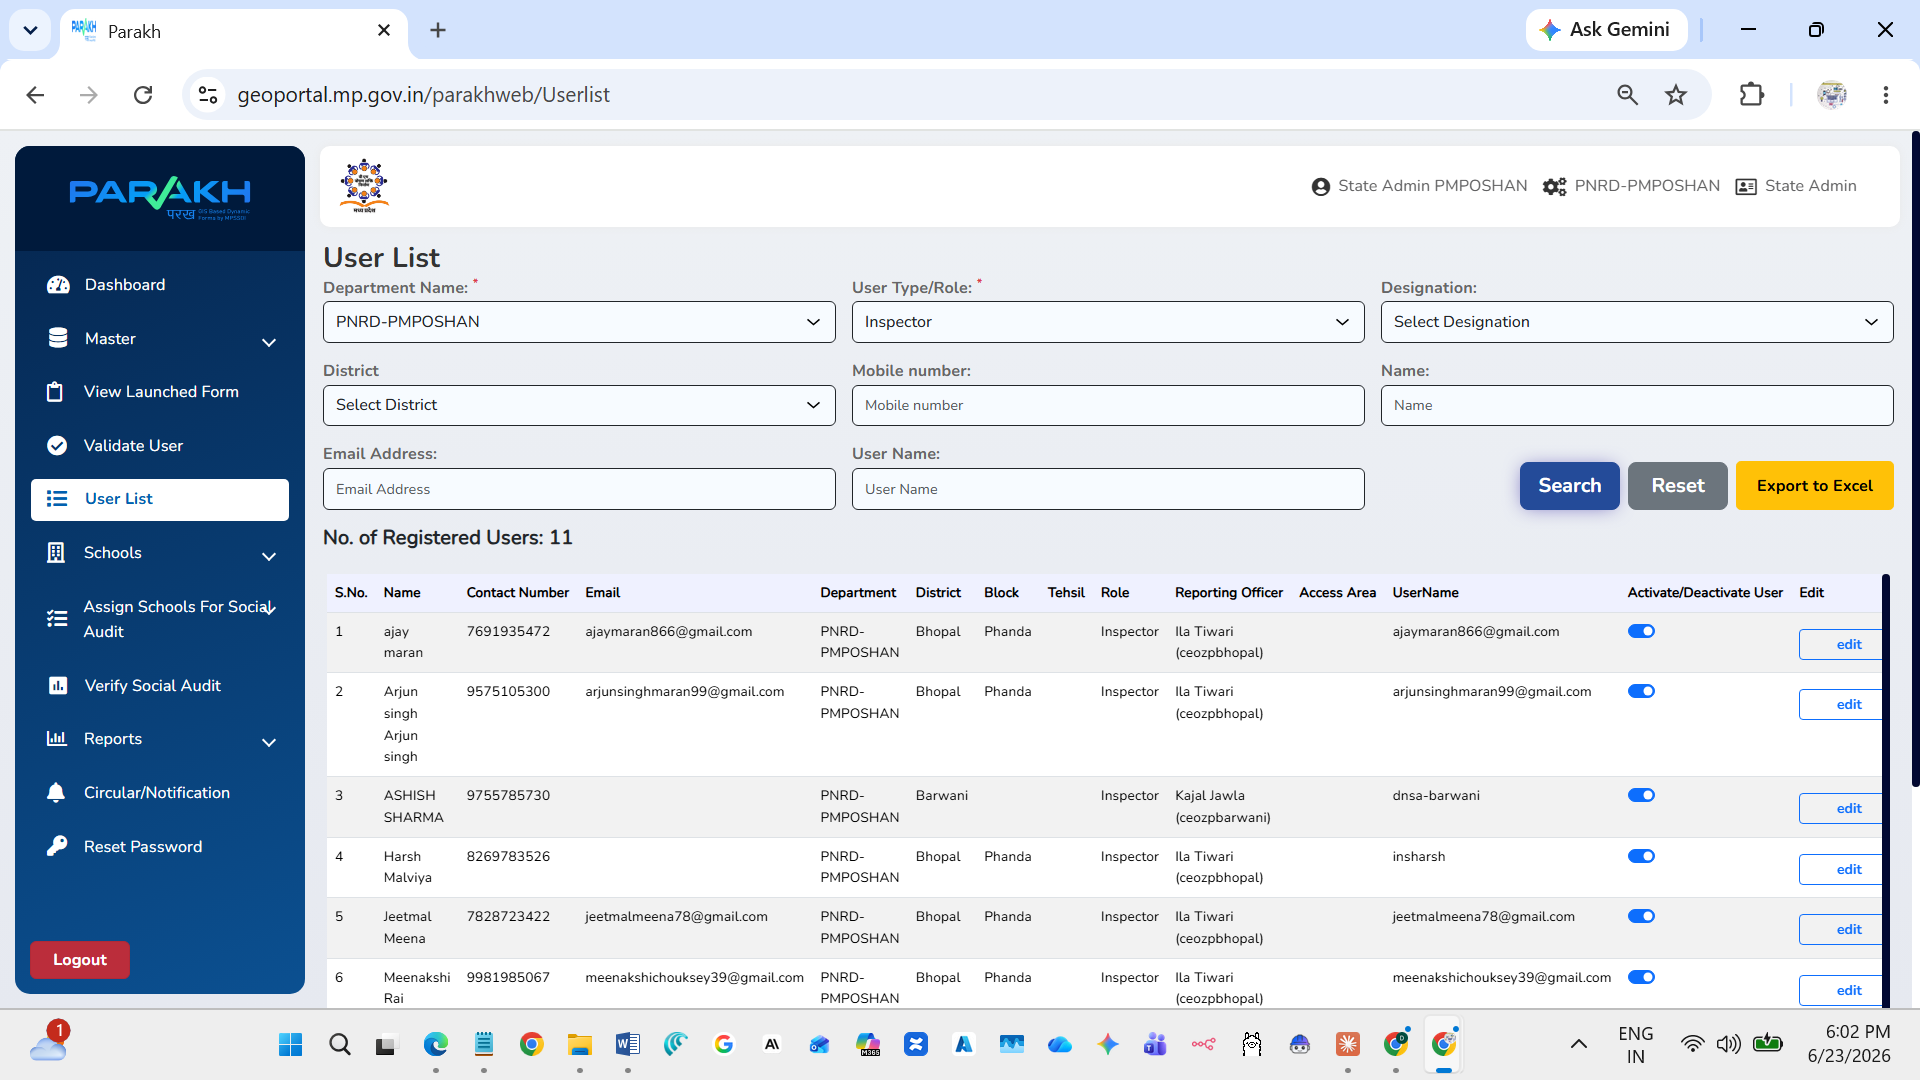 Parakh
Ask Gemini
geoportal.mp.gov.in/parakhweb/Userlist
PARAKH
परख GIS Based Dynamic
Forms by MPSSDI
Dashboard
Master
View Launched Form
Validate User
User List
Schools
Assign Schools For Social
Audit
Verify Social Audit
Reports
Circular/Notification
Reset Password
Logout
मध्य प्रदेश
State Admin PMPOSHAN PNRD-PMPOSHAN State Admin
User List
Department Name: * User Type/Role: * Designation:
PNRD-PMPOSHAN Inspector Select Designation
District Mobile number: Name:
Select District Mobile number Name
Email Address: User Name:
Email Address User Name Search Reset Export to Excel
No. of Registered Users: 11
S.No. Name Contact Number Email Department District Block Tehsil Role Reporting Officer Access Area UserName Activate/Deactivate User Edit
1 ajay 7691935472 ajaymaran866@gmail.com PNRD- Bhopal Phanda Inspector Ila Tiwari ajaymaran866@gmail.com edit
maran PMPOSHAN (ceozpbhopal)
2 Arjun 9575105300 arjunsinghmaran99@gmail.com PNRD- Bhopal Phanda Inspector Ila Tiwari arjunsinghmaran99@gmail.com edit
singh PMPOSHAN (ceozpbhopal)
Arjun
singh
3 ASHISH 9755785730 PNRD- Barwani Inspector Kajal Jawla dnsa-barwani edit
SHARMA PMPOSHAN (ceozpbarwani)
4 Harsh 8269783526 PNRD- Bhopal Phanda Inspector Ila Tiwari insharsh edit
Malviya PMPOSHAN (ceozpbhopal)
5 Jeetmal 7828723422 jeetmalmeena78@gmail.com PNRD- Bhopal Phanda Inspector Ila Tiwari jeetmalmeena78@gmail.com edit
Meena PMPOSHAN (ceozpbhopal)
6 Meenakshi 9981985067 meenakshichouksey39@gmail.com PNRD- Bhopal Phanda Inspector Ila Tiwari meenakshichouksey39@gmail.com edit
Rai PMPOSHAN (ceozpbhopal)
1
ENG
IN
6:02 PM
6/23/2026